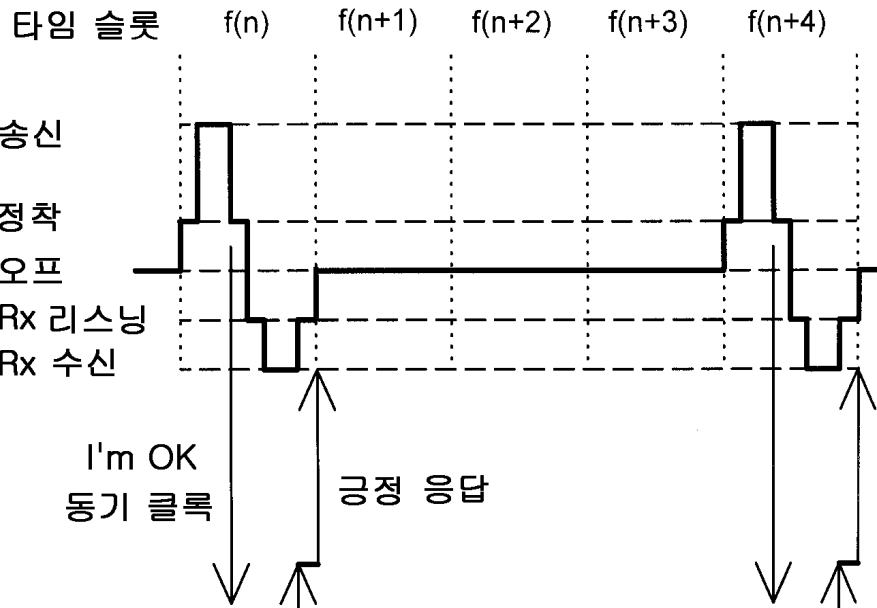 타임 슬롯 f(n) f(n+1) f(n+2) f(n+3) f(n+4)
송신
정착
오프
Rx 리스닝
Rx 수신
I'm OK
동기 클록
긍정 응답